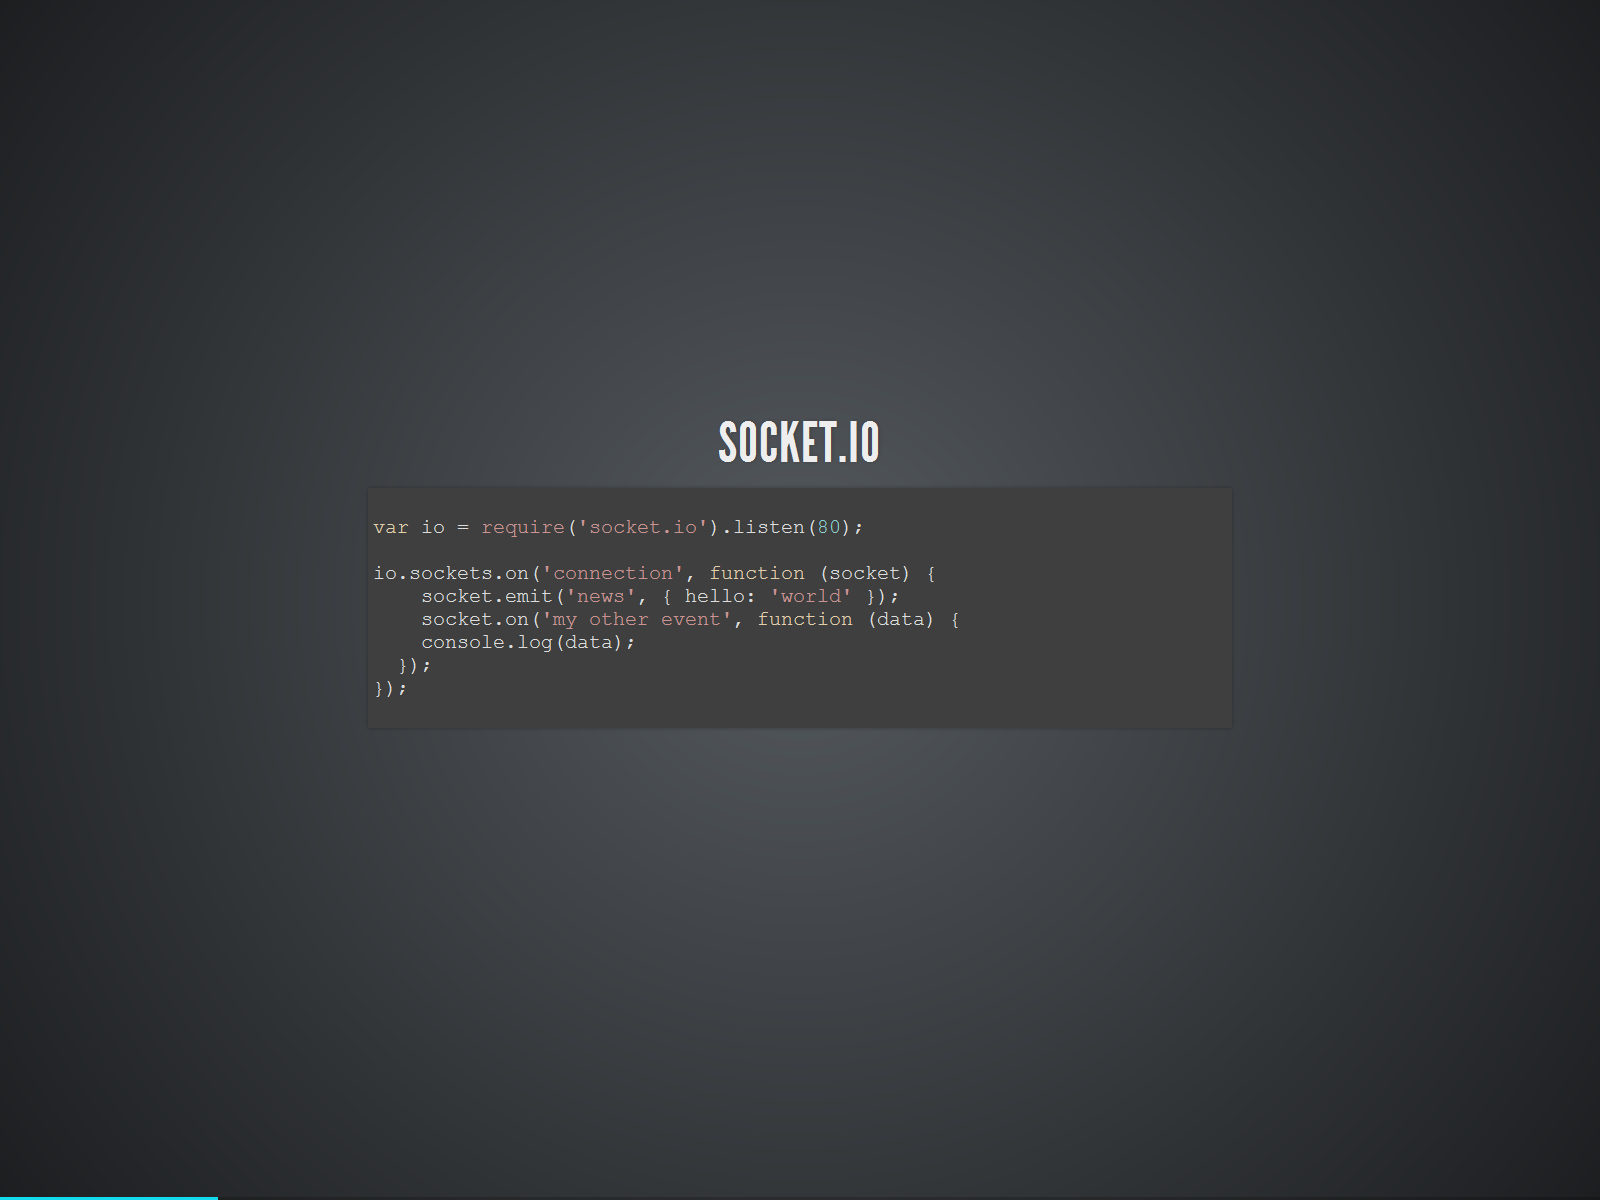 SOCKET.IO
var io = require('socket.io').listen(80);
io.sockets.on('connection', function (socket) {
    socket.emit('news', { hello: 'world' });
    socket.on('my other event', function (data) {
    console.log(data);
  });
});